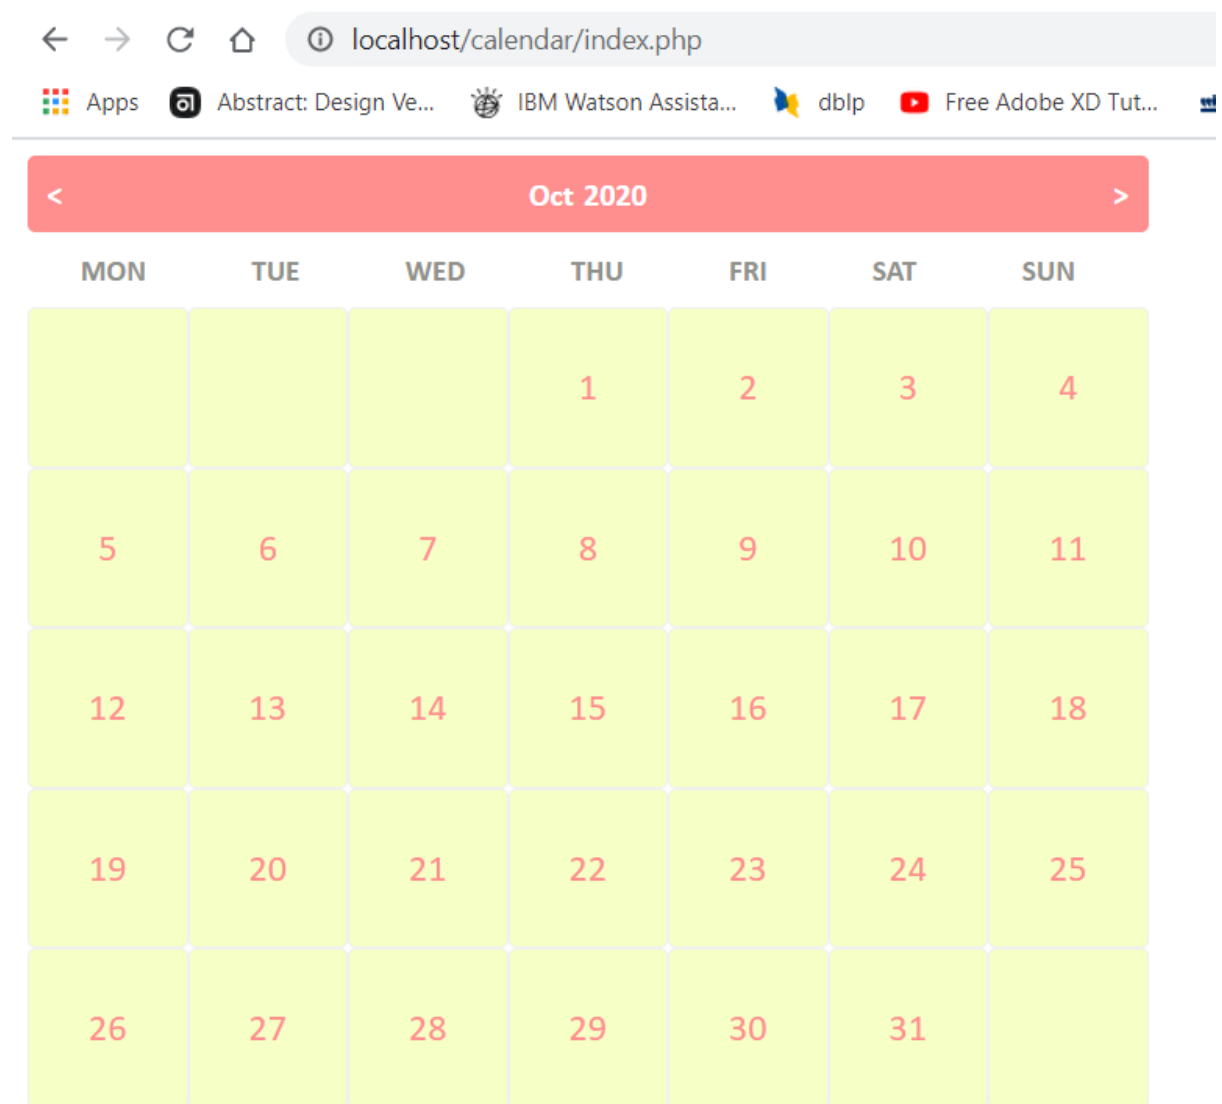 localhost/calendar/index.php
Apps Abstract: Design Ve... IBM Watson Assista... dblp Free Adobe XD Tut...
< Oct 2020 >
MON TUE WED THU FRI SAT SUN
1 2 3 4
5 6 7 8 9 10 11
12 13 14 15 16 17 18
19 20 21 22 23 24 25
26 27 28 29 30 31